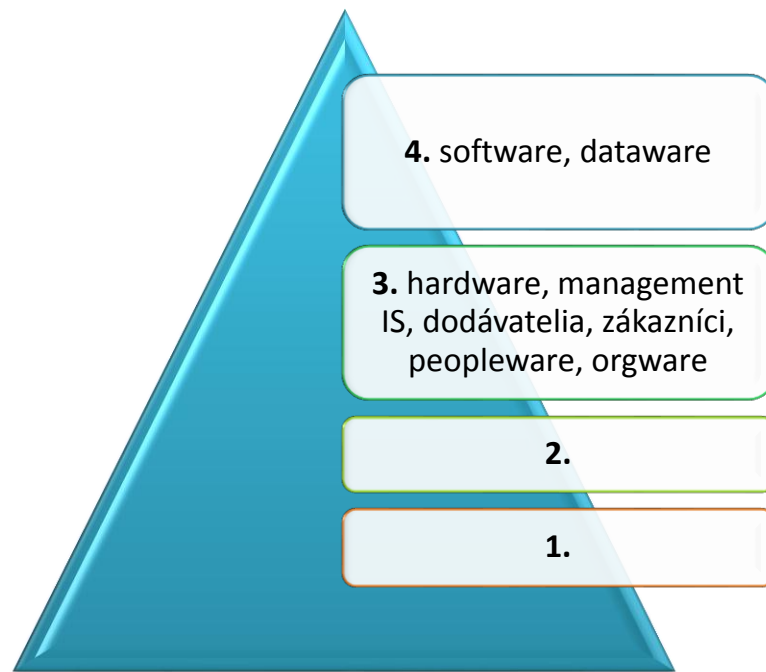 4. software, dataware
3. hardware, management
IS, dodávatelia, zákazníci,
peopleware, orgware
2.
1.